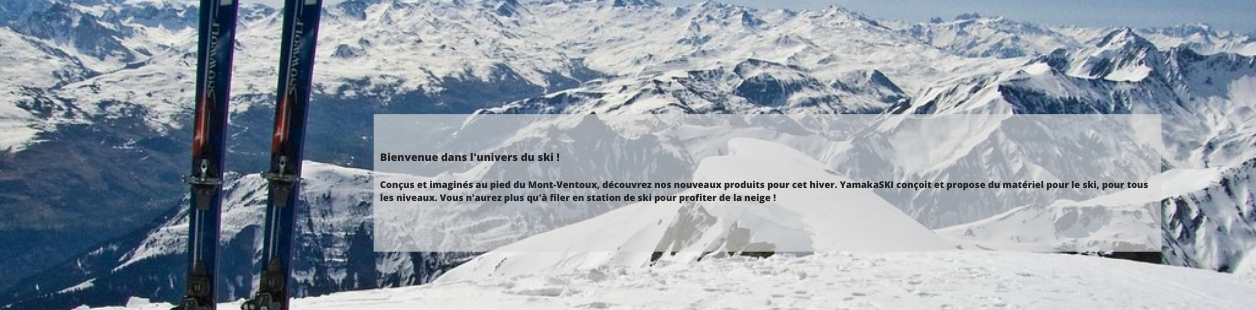 SNOWWOLF
SNOWWOLF
Bienvenue dans l'univers du ski !
Conçus et imaginés au pied du Mont-Ventoux, découvrez nos nouveaux produits pour cet hiver. YamakaSKI conçoit et propose du matériel pour le ski, pour tous
les niveaux. Vous n'aurez plus qu'à filer en station de ski pour profiter de la neige !